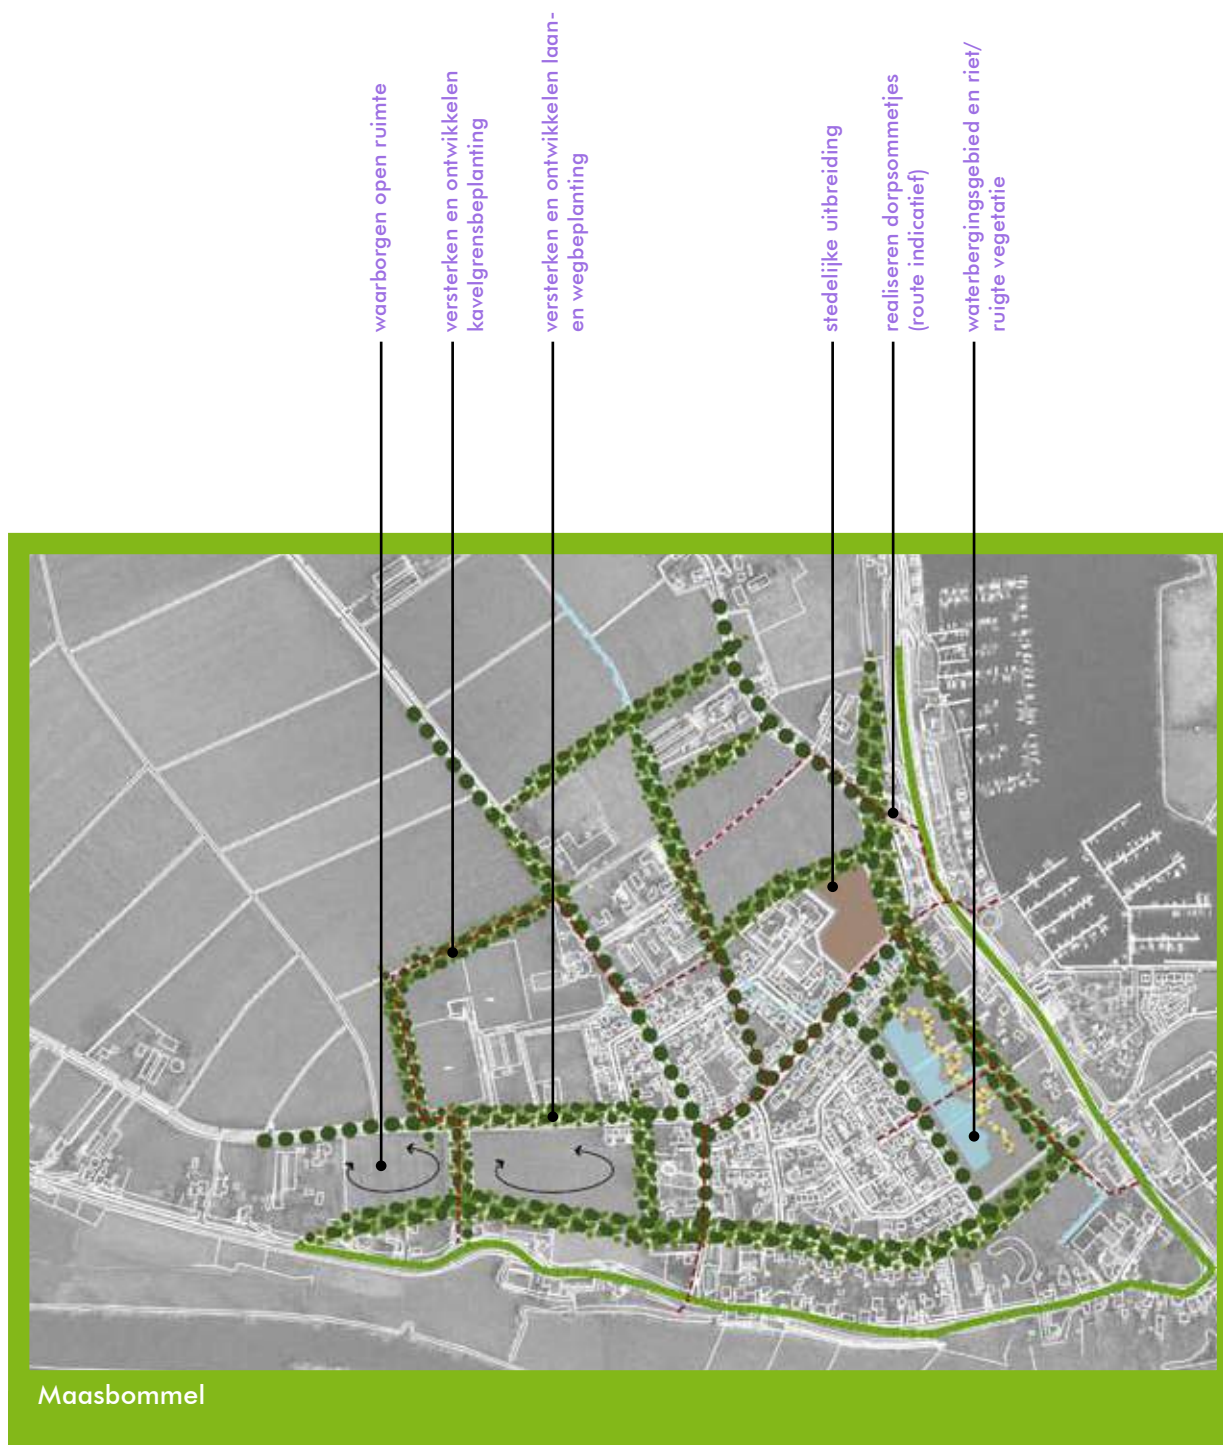 waarborgen open ruimte
versterken en ontwikkelen
kavelgrensbeplanting
versterken en ontwikkelen laan-
en wegbeplanting
stedelijke uitbreiding
realiseren dorpsommetjes
(route indicatief)
waterbergingsgebied en riet/
ruigte vegetatie
Maasbommel